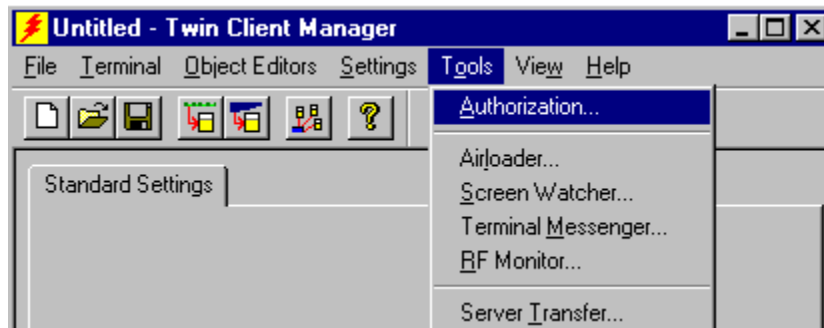 Untitled - Twin Client Manager
File Terminal Object Editors Settings Tools View Help
Authorization...
Airloader...
Standard Settings
Screen Watcher...
Terminal Messenger...
RF Monitor...
Server Transfer...